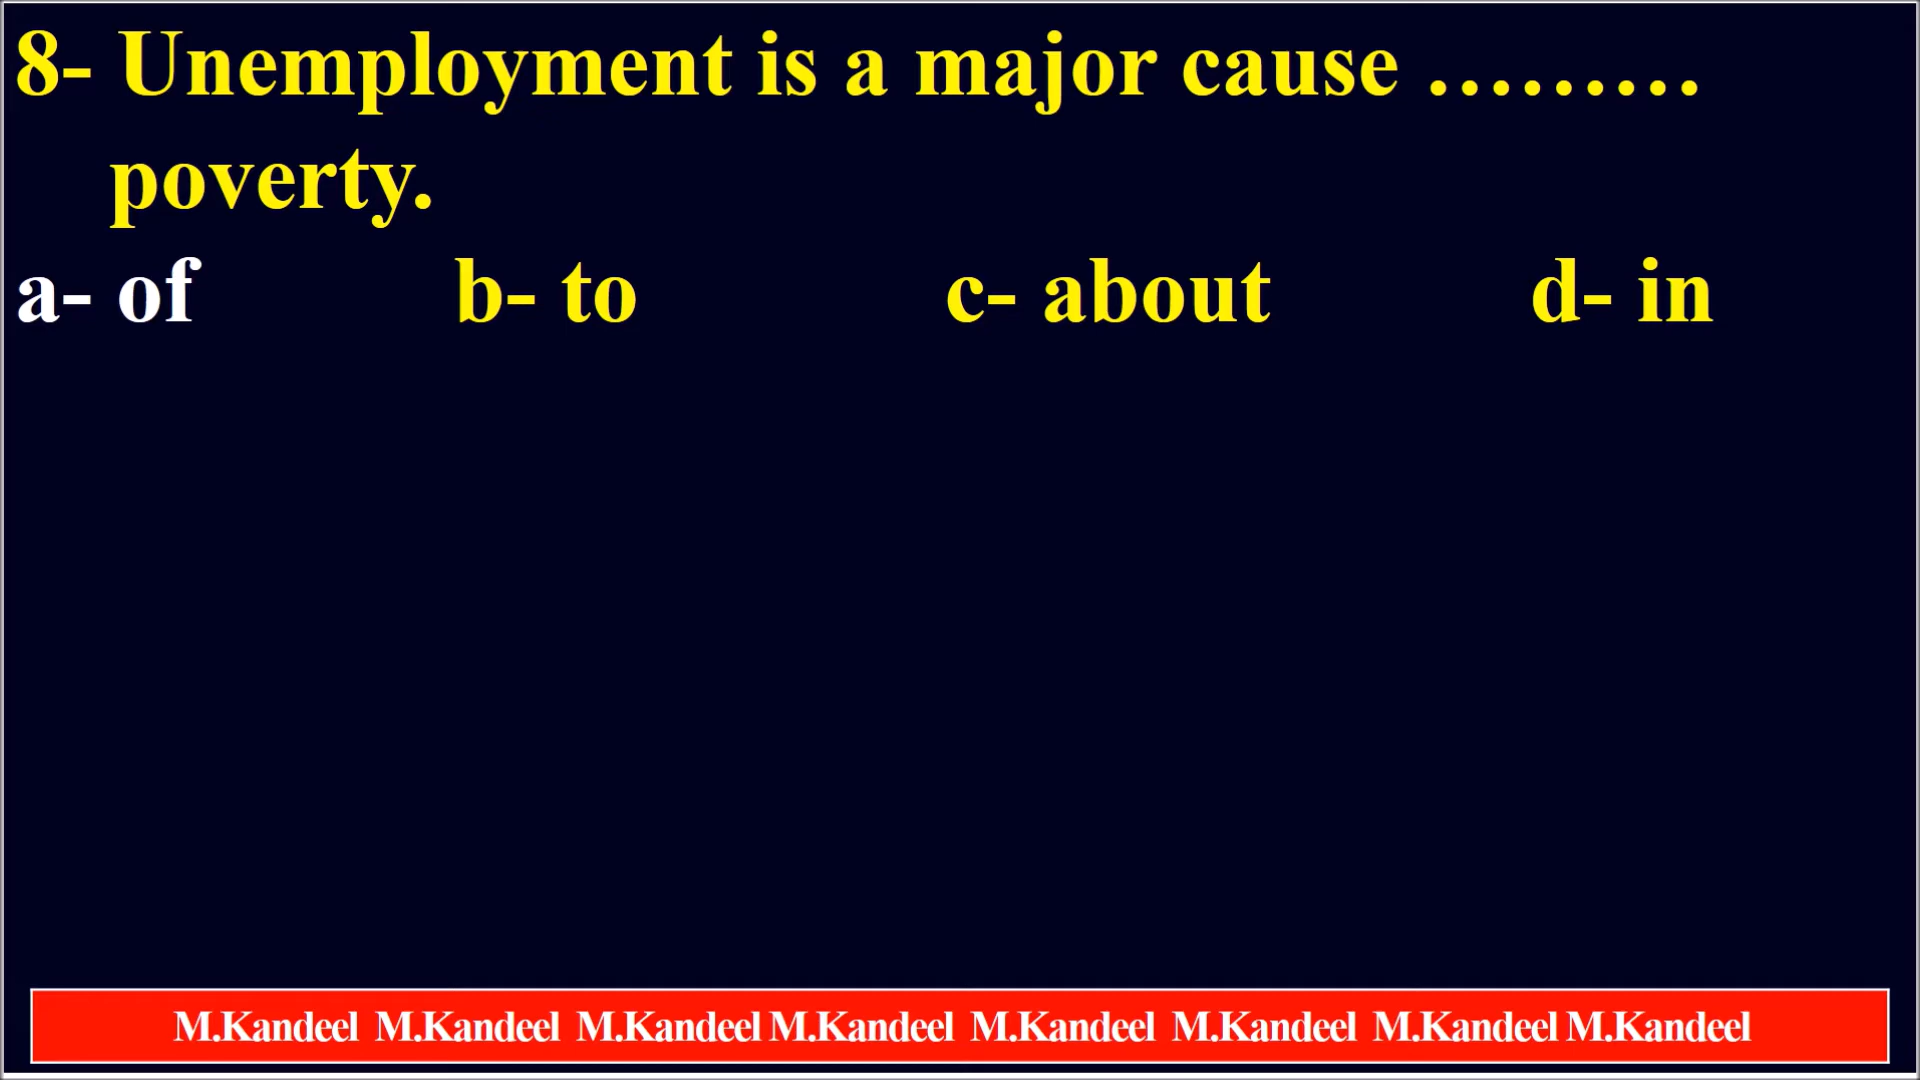 8- Unemployment is a major cause ………
poverty.
a- of b- to c- about d- in
M.Kandeel M.Kandeel M.Kandeel M.Kandeel M.Kandeel M.Kandeel M.Kandeel M.Kandeel